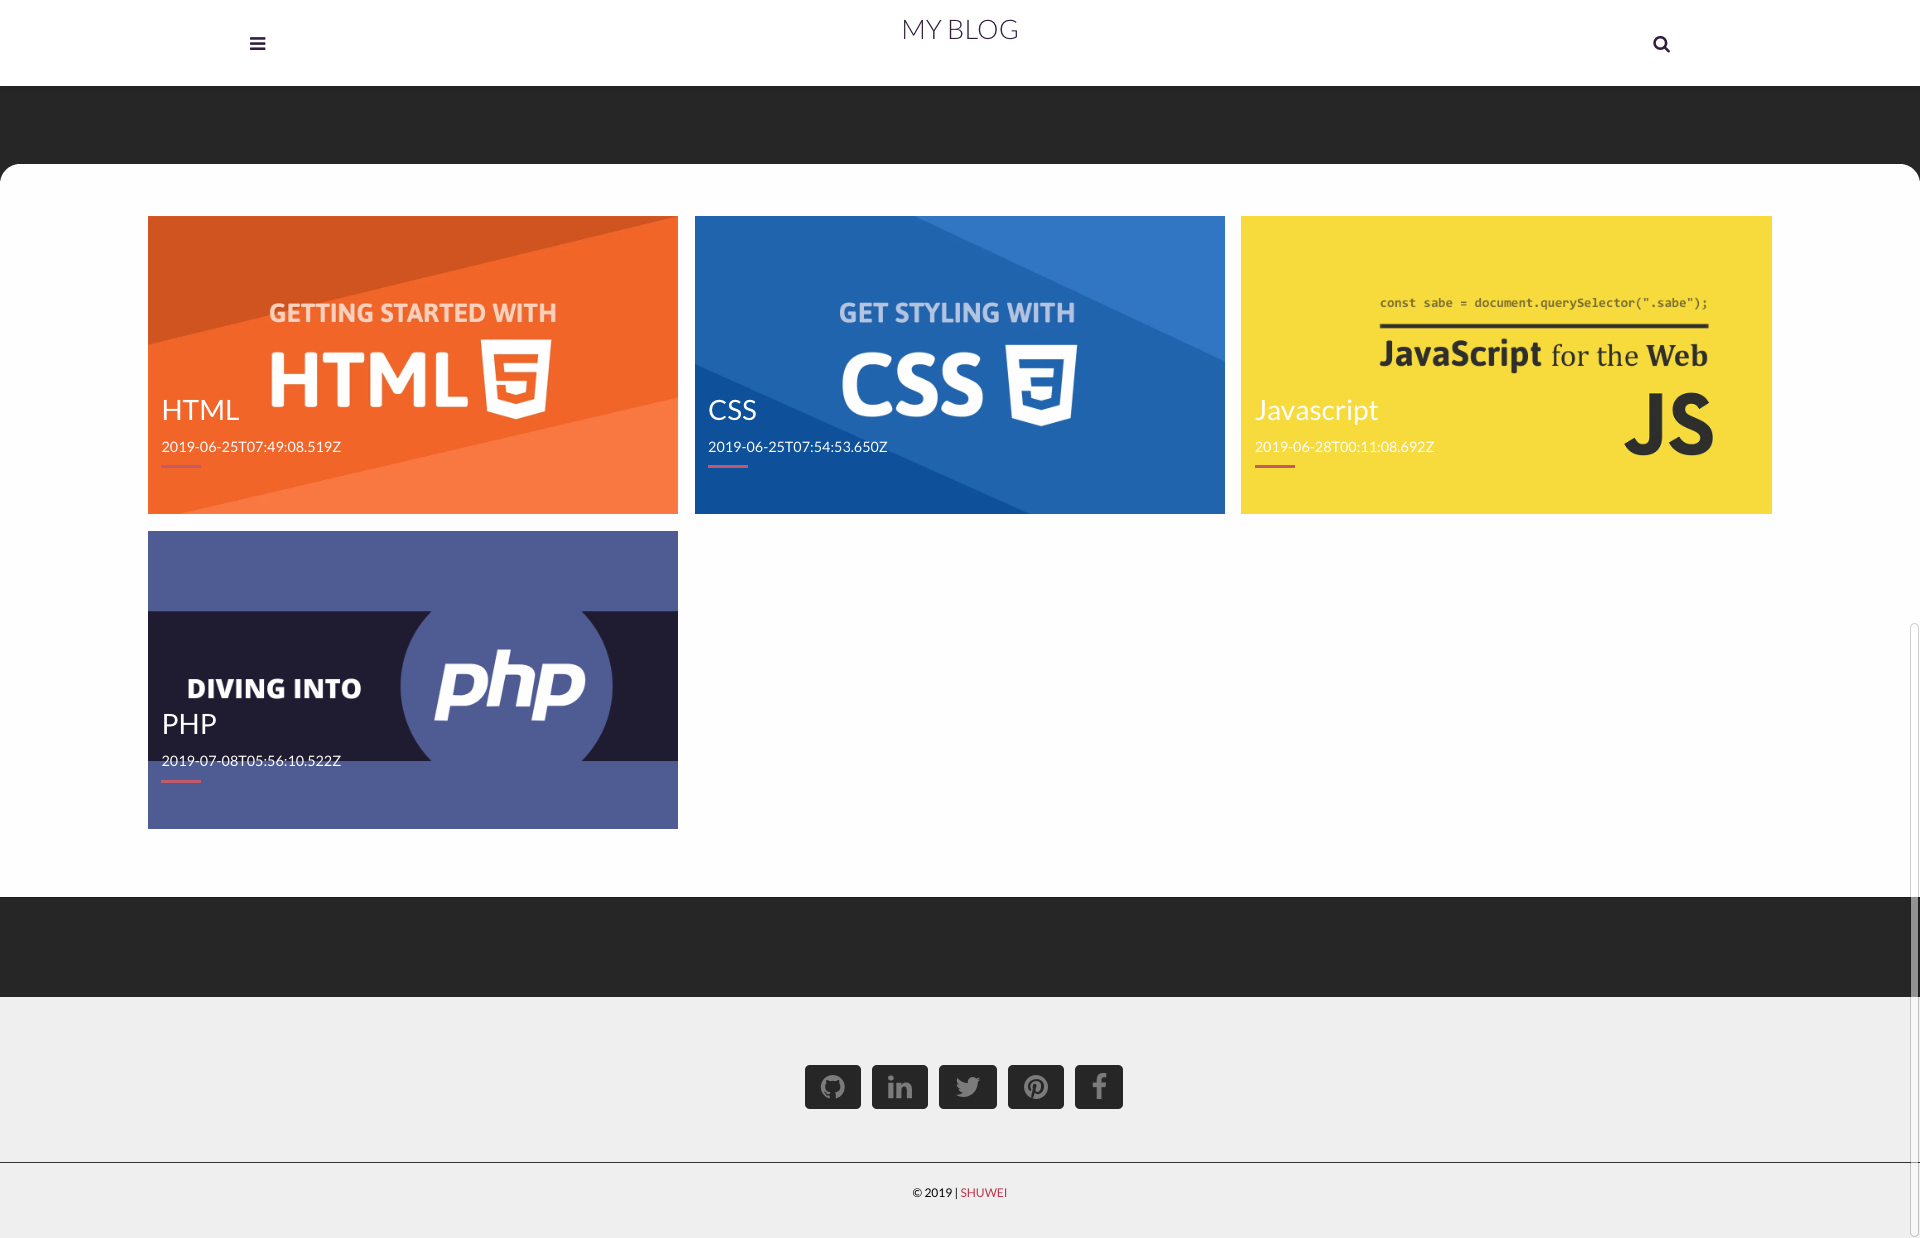 MY BLOG
GETTING STARTED WITH
HTML
HTML
2019-06-25T07:49:08.519Z
GET STYLING WITH
CSS
CSS
2019-06-25T07:54:53.650Z
const sabe = document.querySelector(".sabe");
JavaScript for the Web
JS
Javascript
2019-06-28T00:11:08.692Z
DIVING INTO
php
PHP
2019-07-08T05:56:10.522Z
© 2019 | SHUWEI